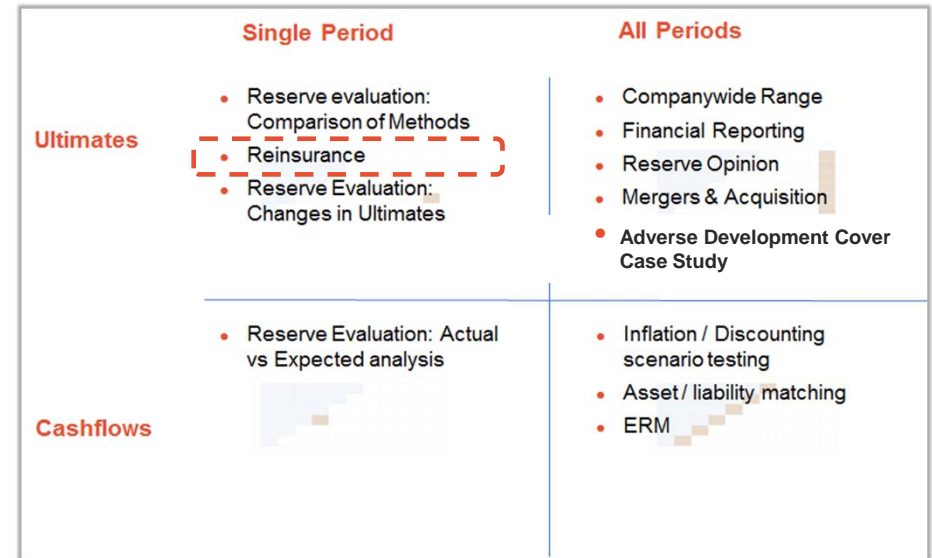 Single Period
All Periods
Ultimates
• Reserve evaluation:
Comparison of Methods
• Reinsurance
• Reserve Evaluation:
Changes in Ultimates
• Companywide Range
• Financial Reporting
• Reserve Opinion
• Mergers & Acquisition
• Adverse Development Cover
Case Study
Cashflows
• Reserve Evaluation: Actual
vs Expected analysis
• Inflation / Discounting
scenario testing
• Asset / liability matching
• ERM